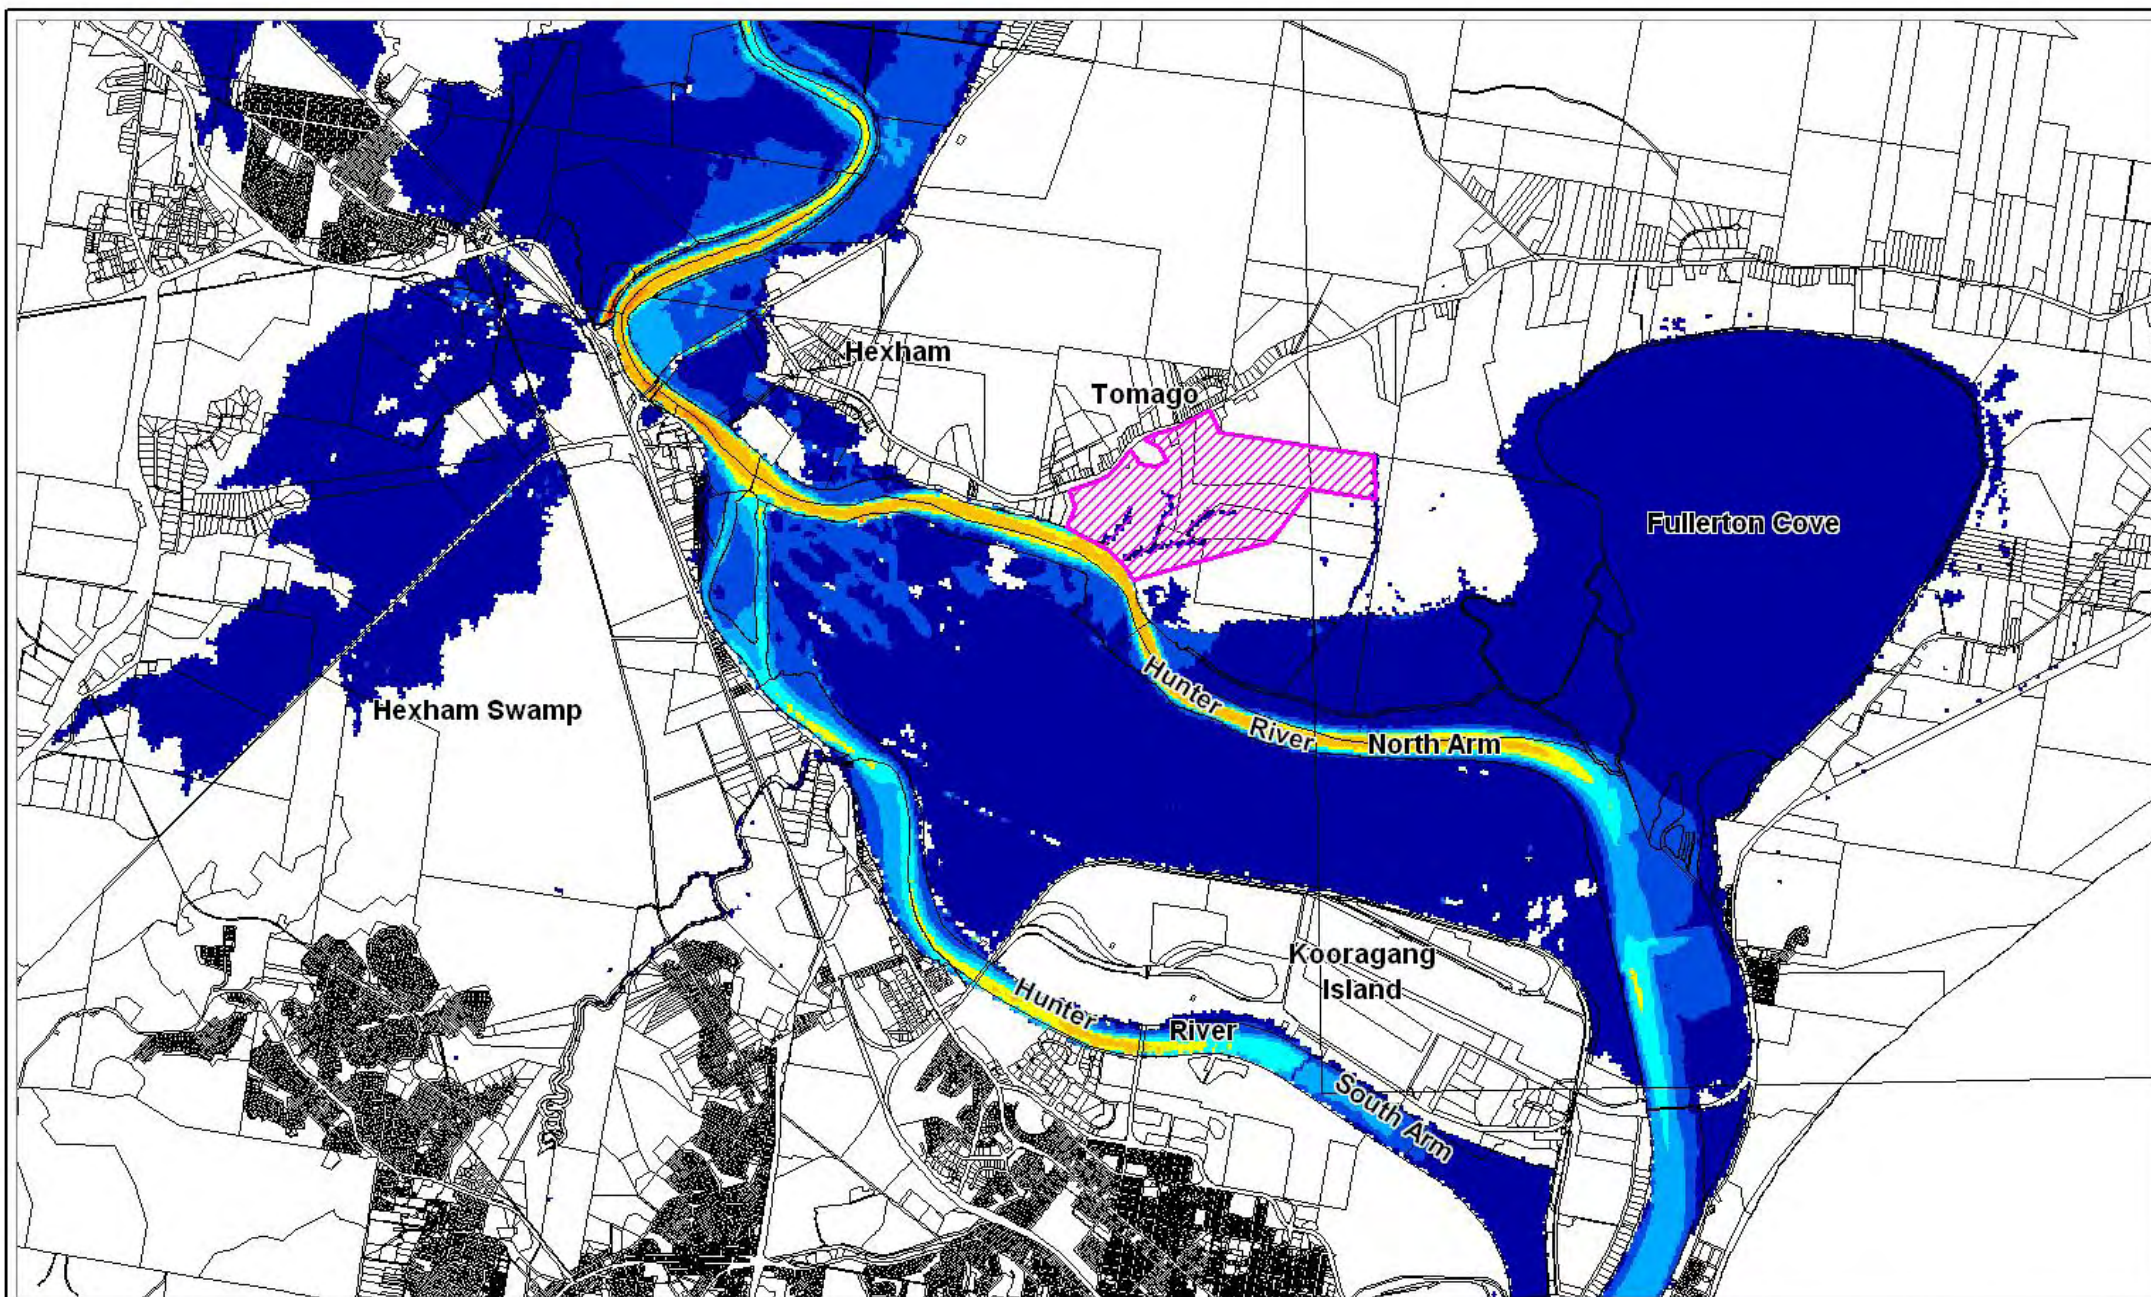 Hexham
Tomago
Fullerton Cove
Hexham Swamp
Hunter River
North Arm
Kooragang
Island
Hunter
River
South Arm